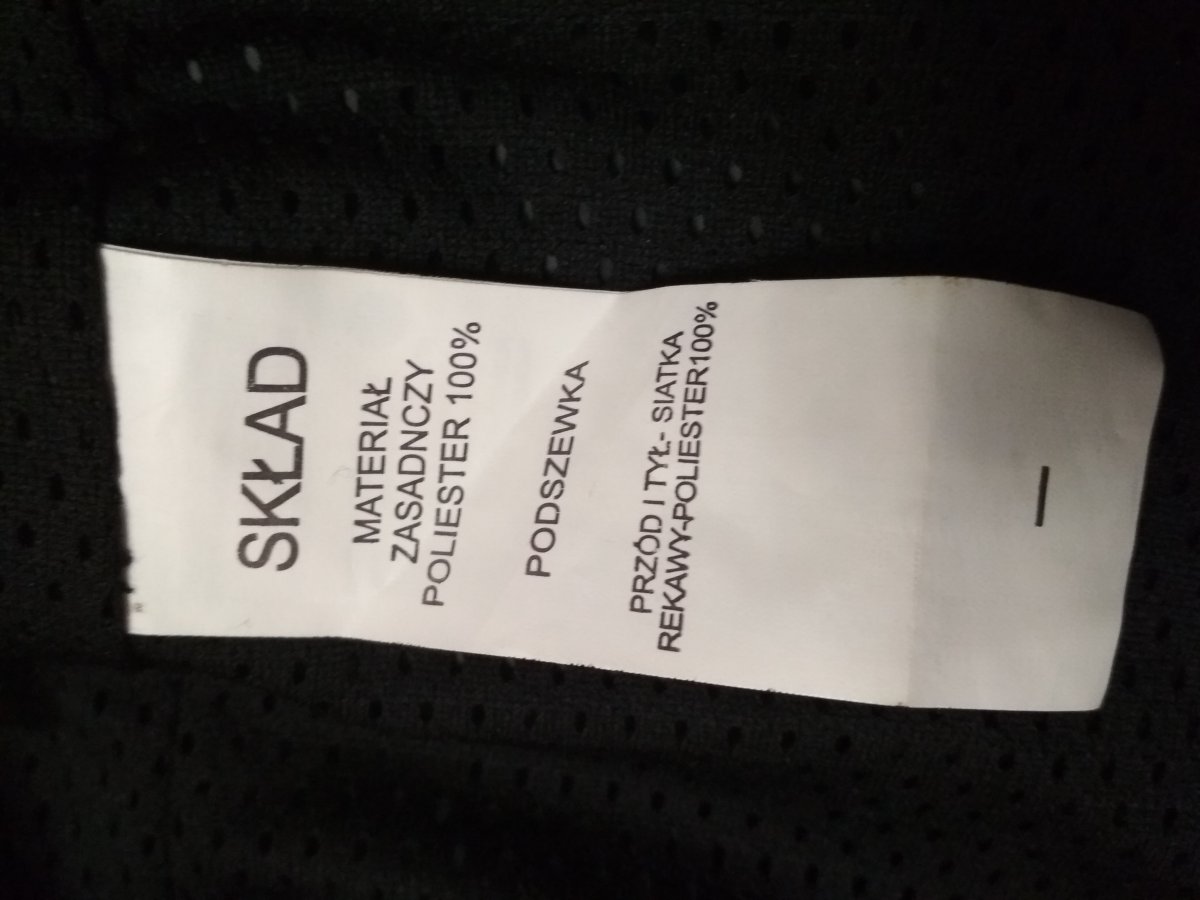 SKŁAD
MATERIAŁ
ZASADNCZY
POLIESTER 100%
PODSZEWKA
PRZÓD I TYŁ- SIATKA
REKAWY-POLIESTER100%